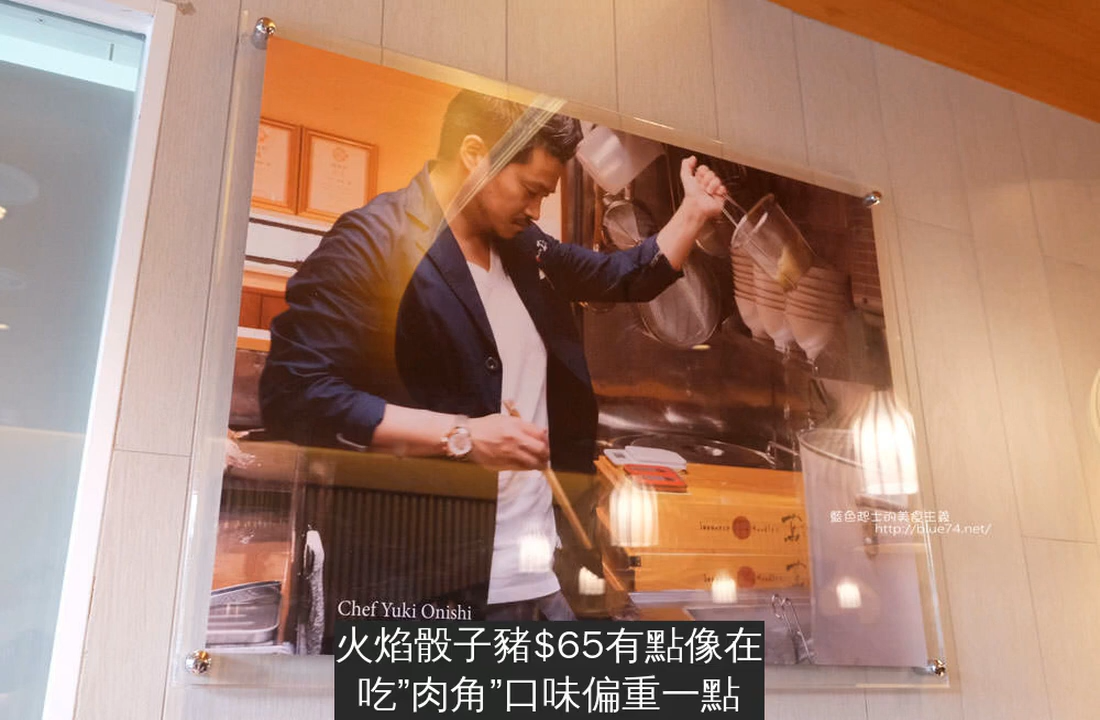 藍色起士的美食主義
http://blue74.net/
Chef Yuki Onishi
火焰骰子豬$65有點像在
吃”肉角”口味偏重一點